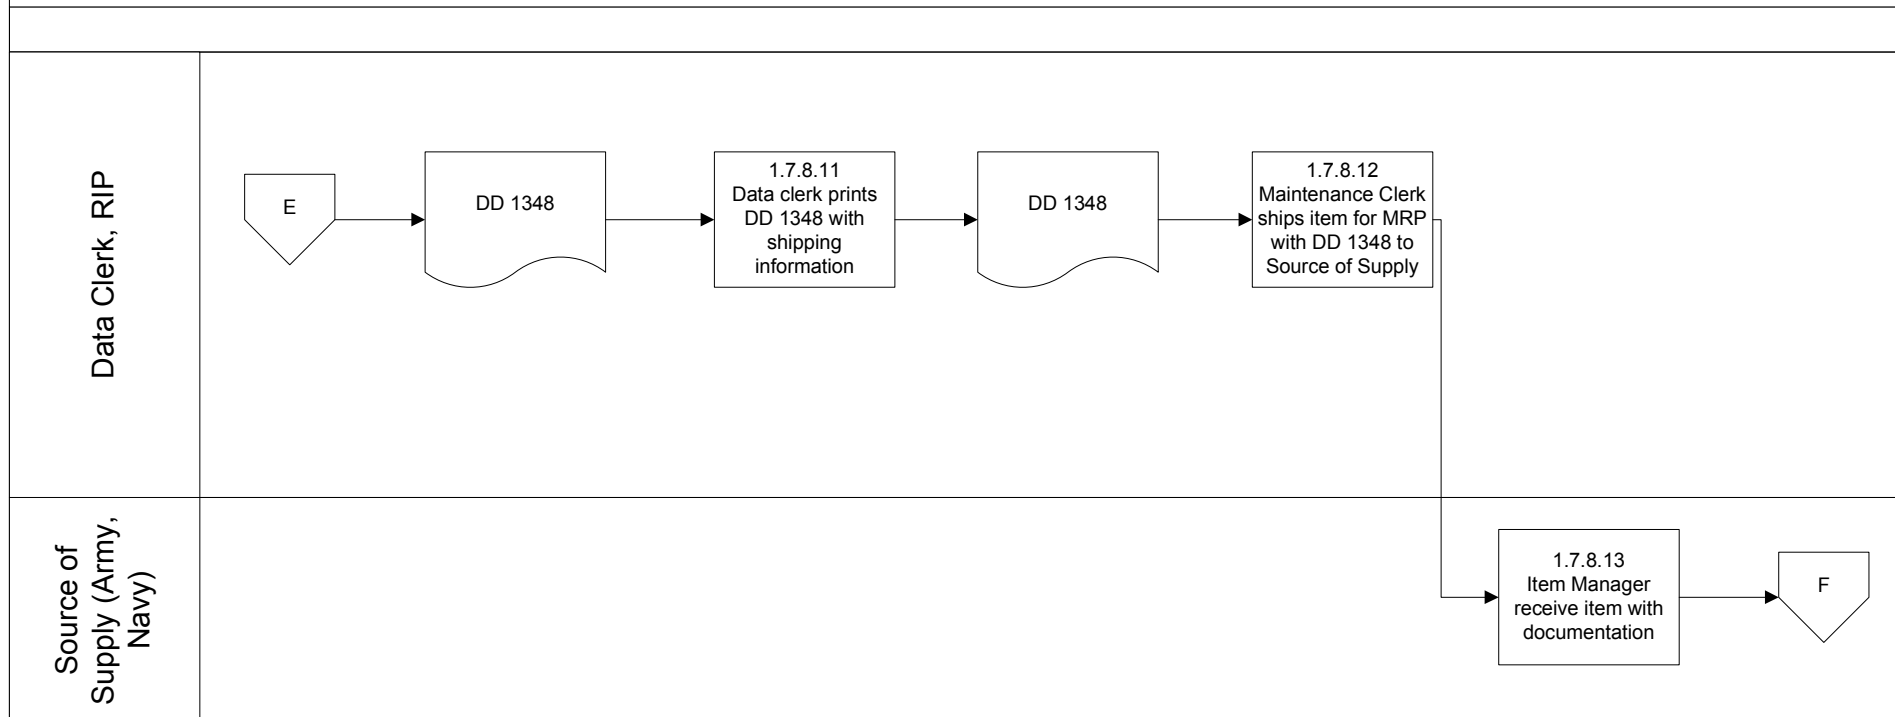 Data Clerk, RIP
E
DD 1348
1.7.8.11
Data clerk prints
DD 1348 with
shipping
information
DD 1348
1.7.8.12
Maintenance Clerk
ships item for MRP
with DD 1348 to
Source of Supply
Source of
Supply (Army,
Navy)
1.7.8.13
Item Manager
receive item with
documentation
F